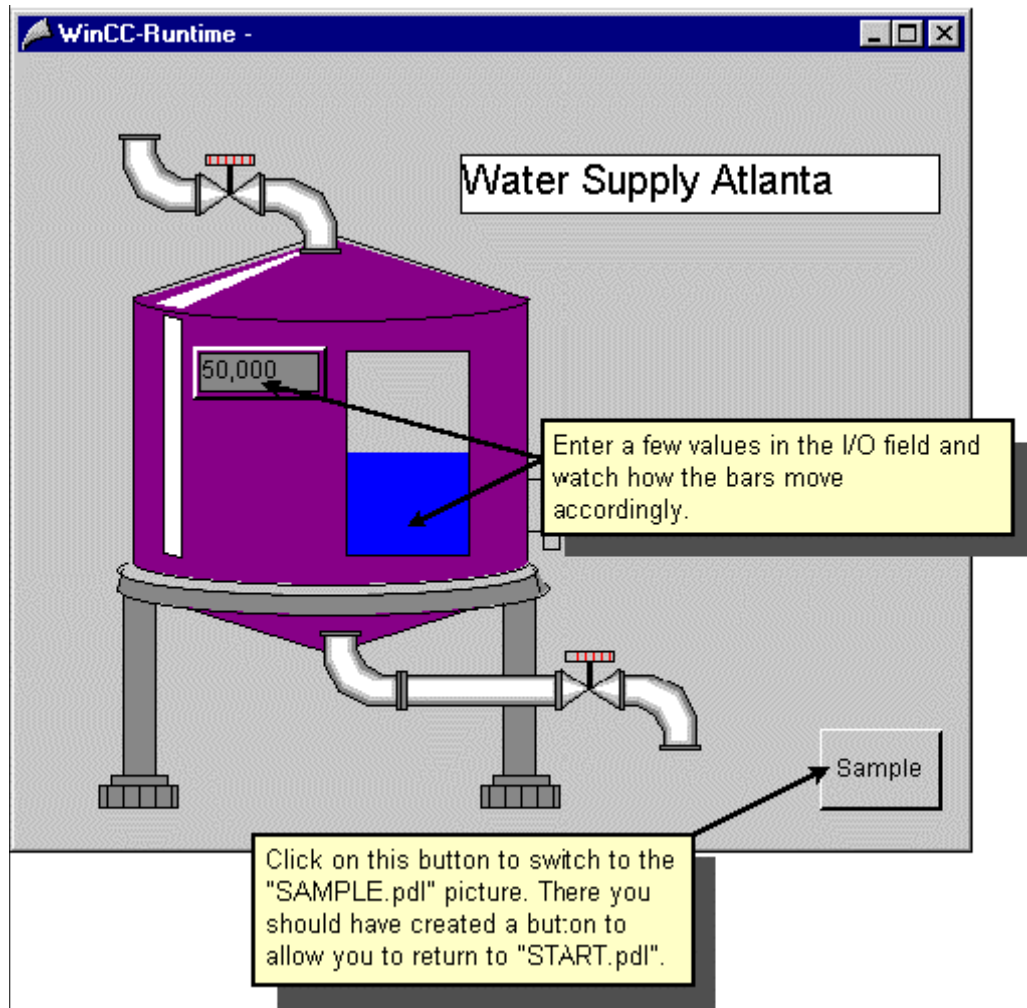 WinCC-Runtime -
Water Supply Atlanta
50,000
Enter a few values in the I/O field and
watch how the bars move
accordingly.
Sample
Click on this button to switch to the
"SAMPLE.pdl" picture. There you
should have created a button to
allow you to return to "START.pdl".